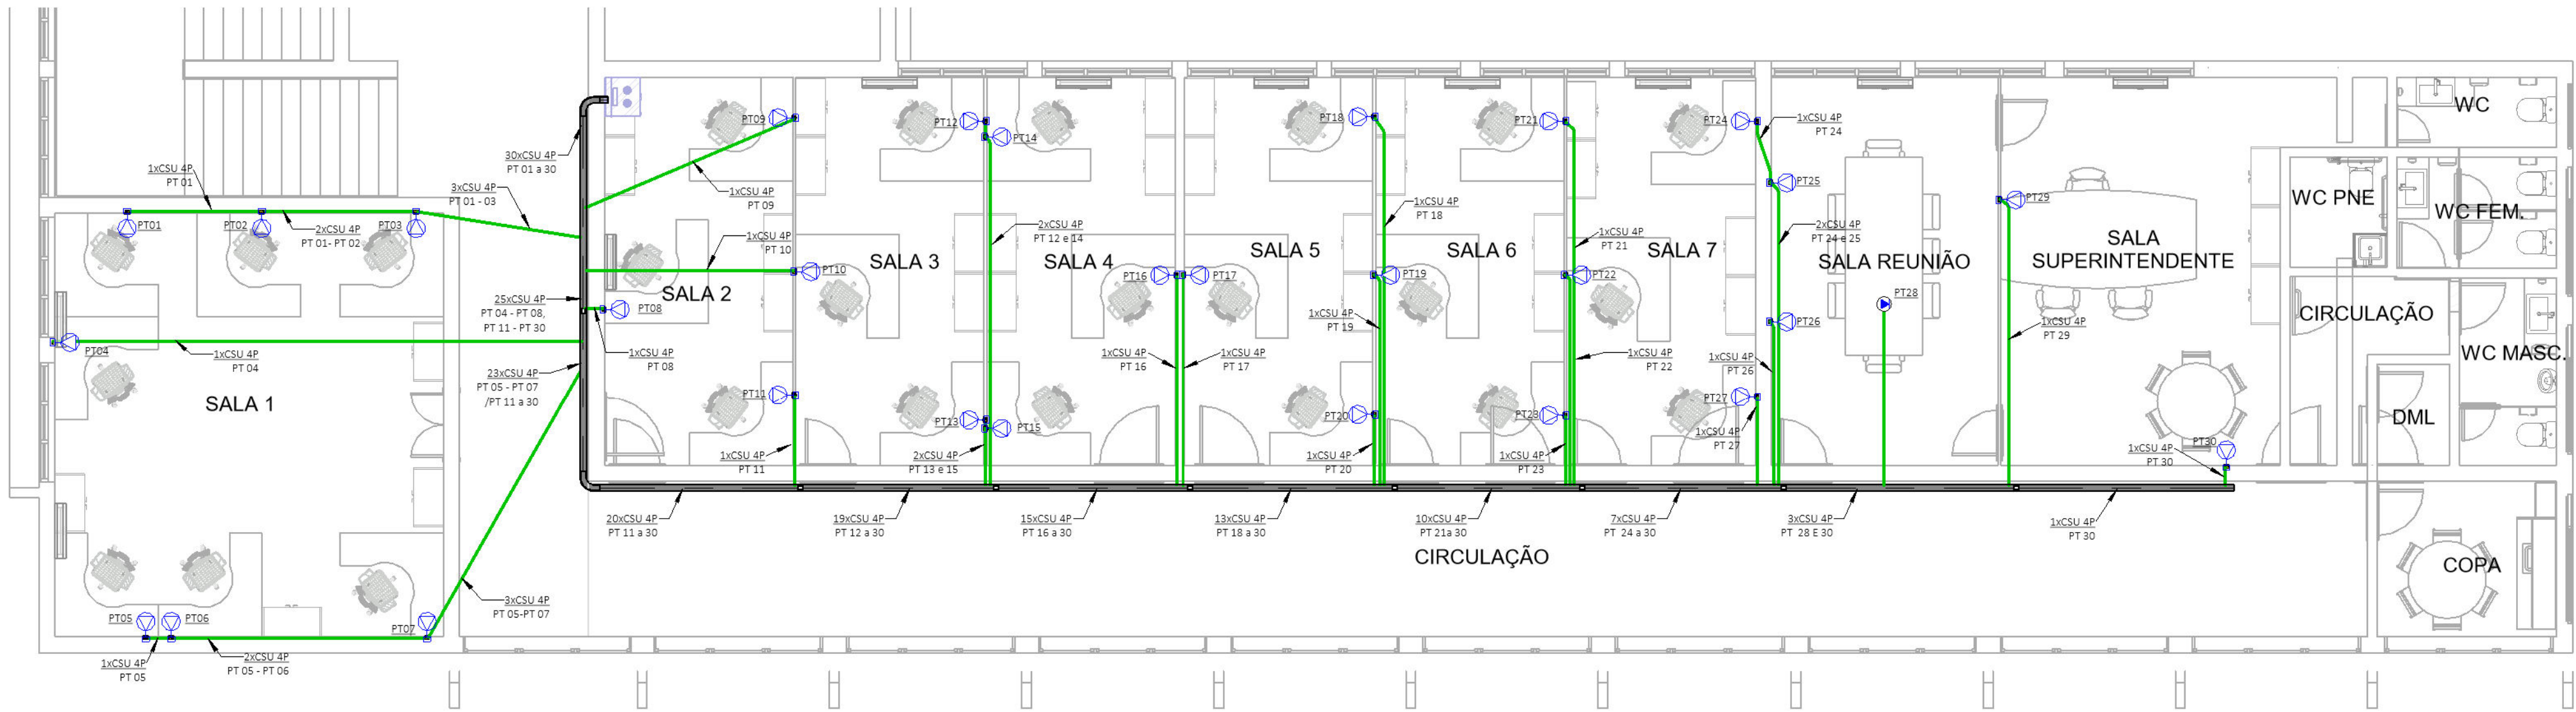 WC
PT09
PT12
PT14
PT18
PT21
PT24
1xCSU 4P
PT 24
30xCSU 4P
PT 01 a 30
1xCSU 4P
PT 01
3xCSU 4P
PT 01 - 03
1xCSU 4P
PT 09
PT25
1xCSU 4P
PT 18
PT29
WC PNE
WC FEM.
PT01
PT02
2xCSU 4P
PT 01- PT 02
PT03
1xCSU 4P
PT 10
2xCSU 4P
PT 12 e 14
1xCSU 4P
PT 21
2xCSU 4P
PT 24 e 25
SALA 3
SALA 4
SALA 5
SALA 6
SALA 7
SALA REUNIÃO
SALA
SUPERINTENDENTE
PT10
PT16
PT17
PT19
PT22
SALA 2
PT28
25xCSU 4P
PT 04 - PT 08,
PT 11 - PT 30
PT08
1xCSU 4P
PT 19
PT26
1xCSU 4P
PT 29
CIRCULAÇÃO
PT04
1xCSU 4P
PT 04
1xCSU 4P
PT 08
1xCSU 4P
PT 16
1xCSU 4P
PT 17
1xCSU 4P
PT 22
1xCSU 4P
PT 26
WC MASC.
23xCSU 4P
PT 05 - PT 07
/PT 11 a 30
SALA 1
PT11
PT13
PT15
PT20
PT23
PT27
DML
1xCSU 4P
PT 11
2xCSU 4P
PT 13 e 15
1xCSU 4P
PT 20
1xCSU 4P
PT 23
1xCSU 4P
PT 27
PT30
1xCSU 4P
PT 30
20xCSU 4P
PT 11 a 30
19xCSU 4P
PT 12 a 30
15xCSU 4P
PT 16 a 30
13xCSU 4P
PT 18 a 30
10xCSU 4P
PT 21a 30
7xCSU 4P
PT 24 a 30
3xCSU 4P
PT 28 E 30
1xCSU 4P
PT 30
CIRCULAÇÃO
COPA
3xCSU 4P
PT 05-PT 07
PT05
PT06
PT07
1xCSU 4P
PT 05
2xCSU 4P
PT 05 - PT 06